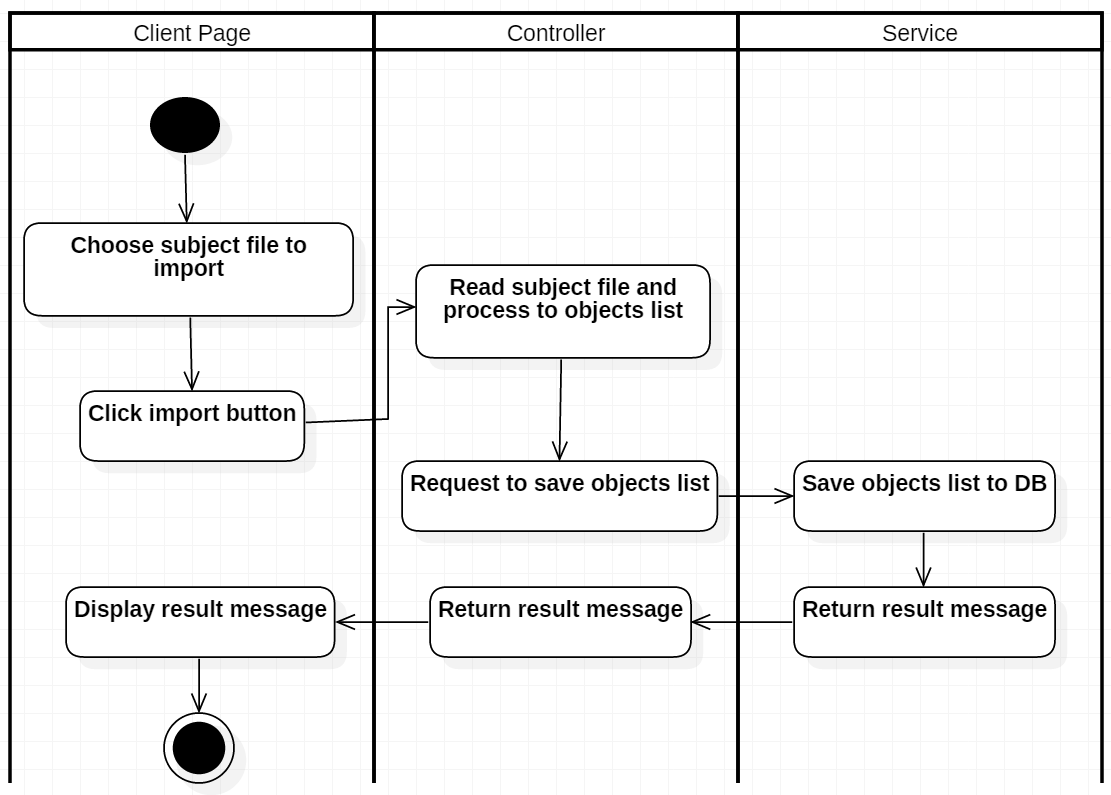 Client Page
Controller
Service
Choose subject file to
import
Read subject file and
process to objects list
Click import button
Request to save objects list
Save objects list to DB
Display result message
Return result message
Return result message